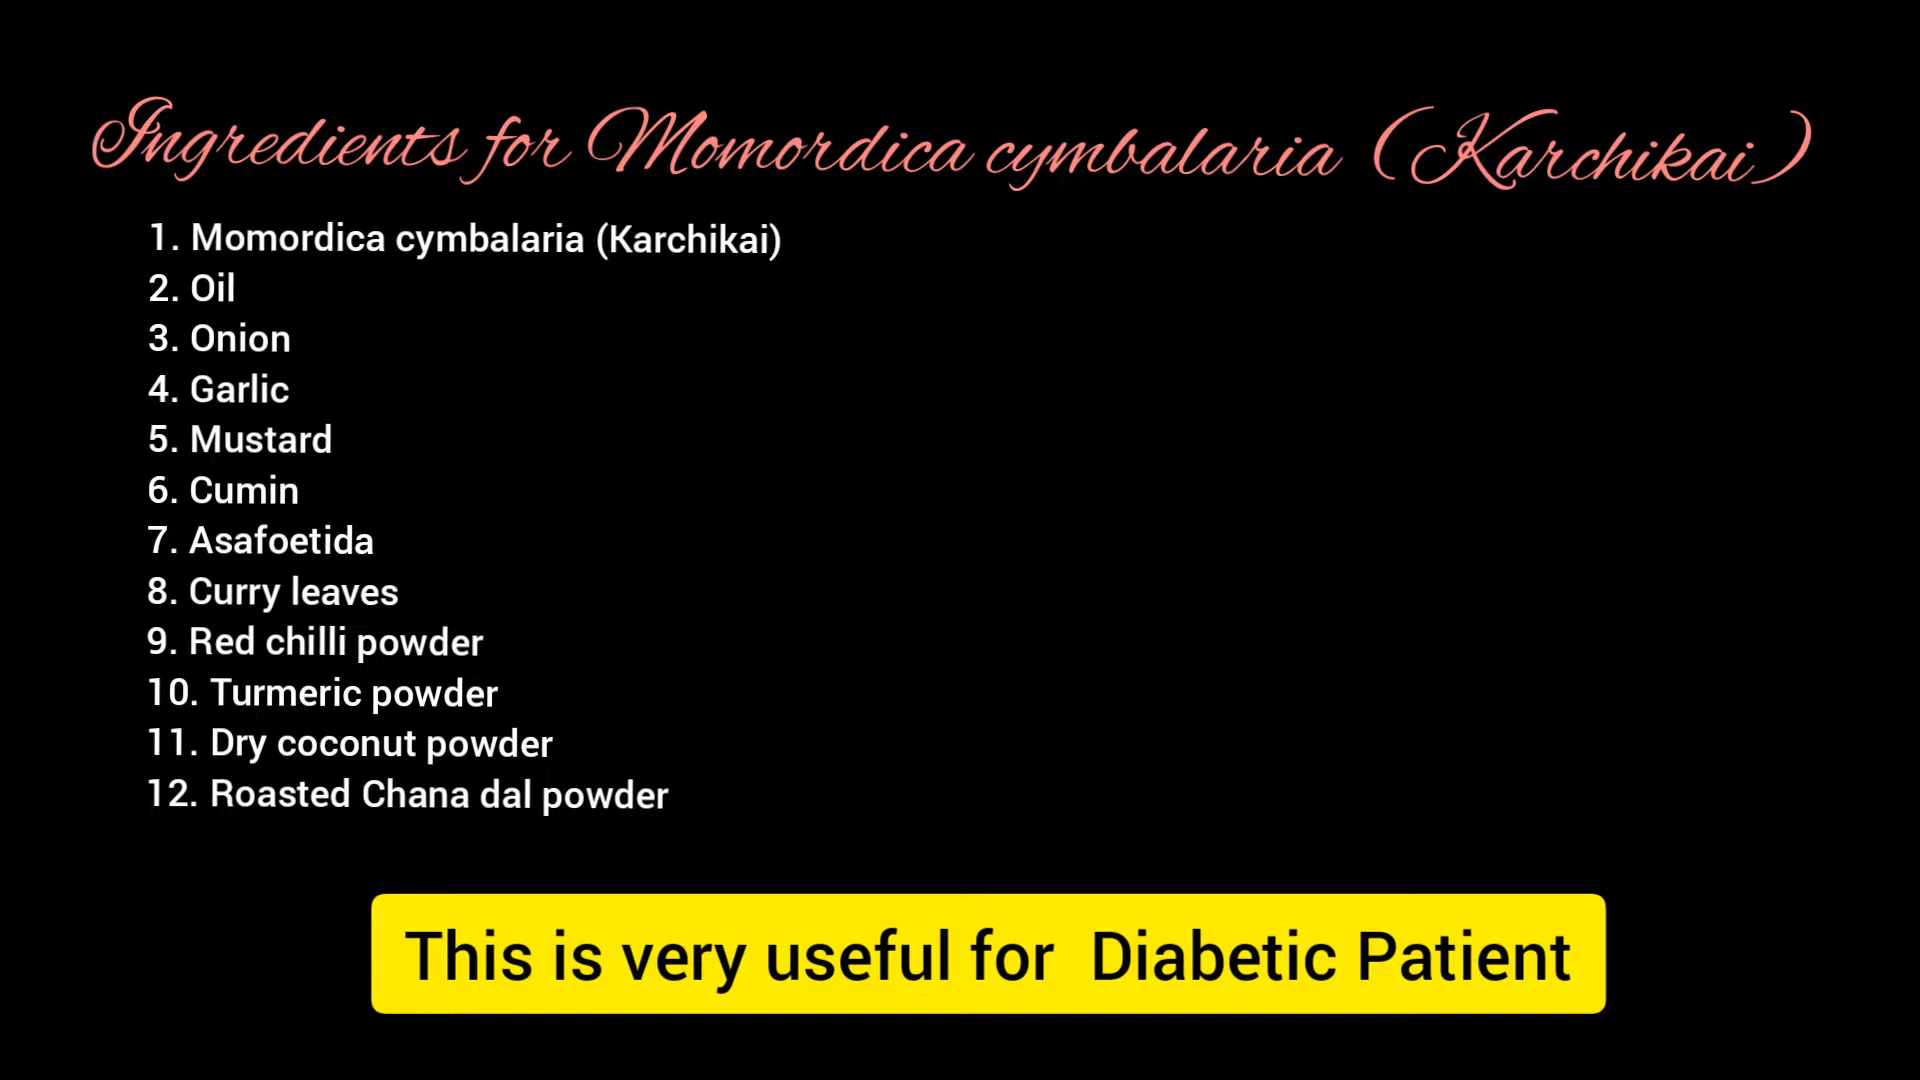 Ingredients for Momordica cymbalaria (Karchikai)
1. Momordica cymbalaria (Karchikai)
2. Oil
3. Onion
4. Garlic
5. Mustard
6. Cumin
7. Asafoetida
8. Curry leaves
9. Red chilli powder
10. Turmeric powder
11. Dry coconut powder
12. Roasted Chana dal powder
This is very useful for  Diabetic Patient